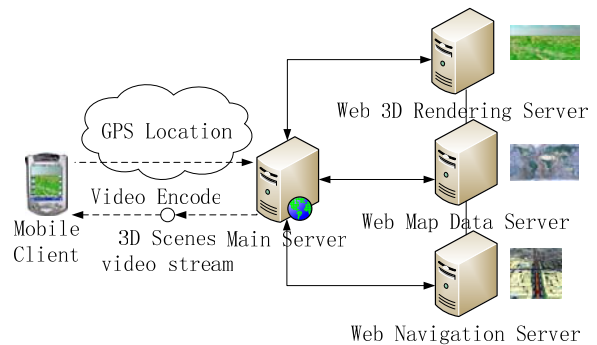 Web 3D Rendering Server
GPS Location
Video Encode
Web Map Data Server
Mobile
Client
3D Scenes
video stream
Main Server
Web Navigation Server